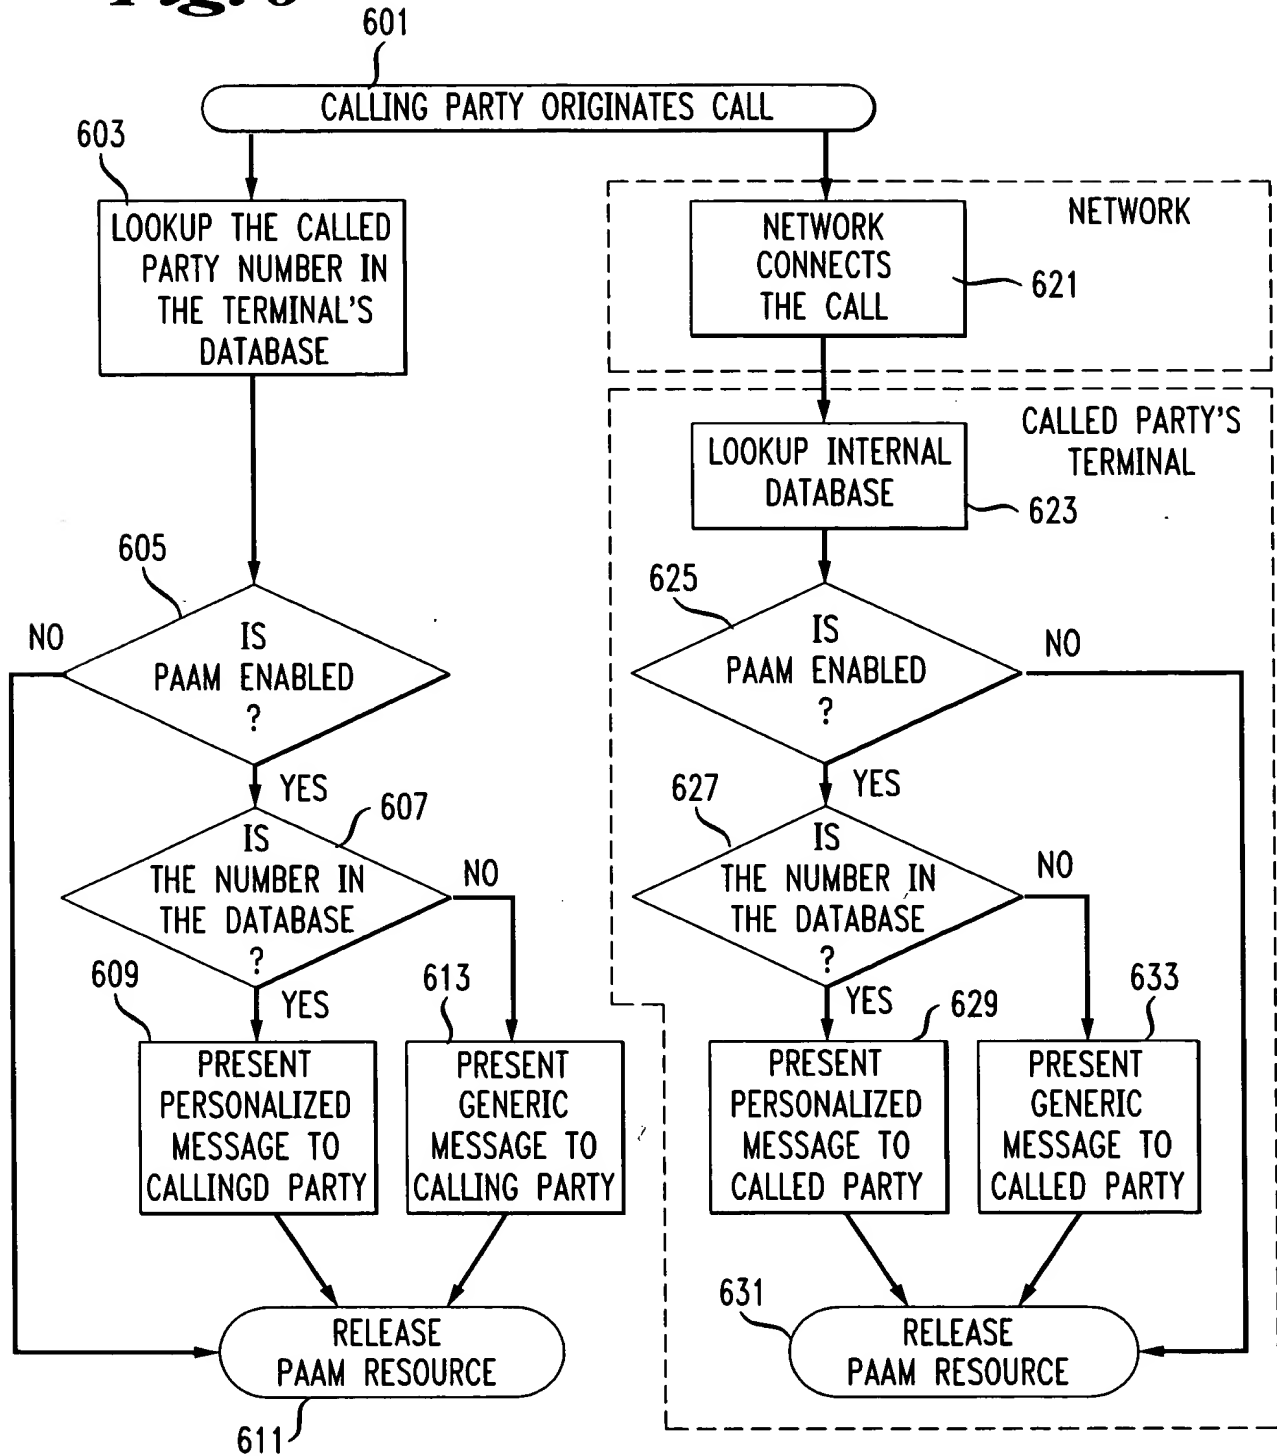 601
CALLING PARTY ORIGINATES CALL
603
LOOKUP THE CALLED
PARTY NUMBER IN
THE TERMINAL'S
DATABASE
NETWORK
NETWORK
CONNECTS
THE CALL
621
CALLED PARTY'S
TERMINAL
LOOKUP INTERNAL
DATABASE
623
605
NO
IS
PAAM ENABLED
?
YES
625
IS
PAAM ENABLED
?
NO
YES
607
IS
THE NUMBER IN
THE DATABASE
?
NO
YES
627
IS
THE NUMBER IN
THE DATABASE
?
NO
YES
609
PRESENT
PERSONALIZED
MESSAGE TO
CALLINGD PARTY
613
PRESENT
GENERIC
MESSAGE TO
CALLING PARTY
629
PRESENT
PERSONALIZED
MESSAGE TO
CALLED PARTY
633
PRESENT
GENERIC
MESSAGE TO
CALLED PARTY
RELEASE
PAAM RESOURCE
611
631
RELEASE
PAAM RESOURCE